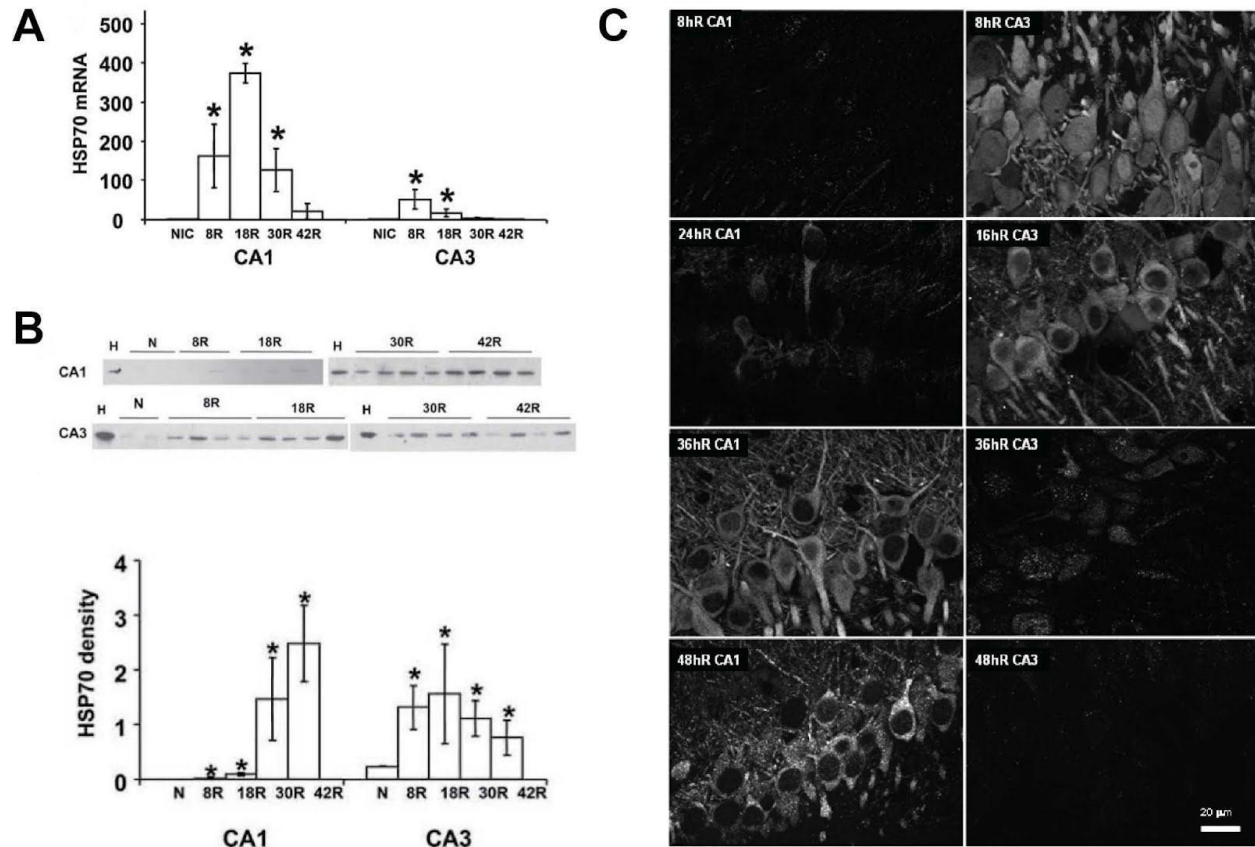 A
500
400
300
200
100
0
HSP70 mRNA
* * * * *
NIC 8R 18R 30R 42R NIC 8R 18R 30R 42R
CA1 CA3
B
H N 8R 18R H 30R 42R
CA1
H N 8R 18R H 30R 42R
CA3
4
3
2
1
0
HSP70 density
* * * * * * * *
N 8R 18R 30R 42R N 8R 18R 30R 42R
CA1 CA3
C
8hR CA1 8hR CA3
24hR CA1 16hR CA3
36hR CA1 36hR CA3
48hR CA1 48hR CA3
20 µm